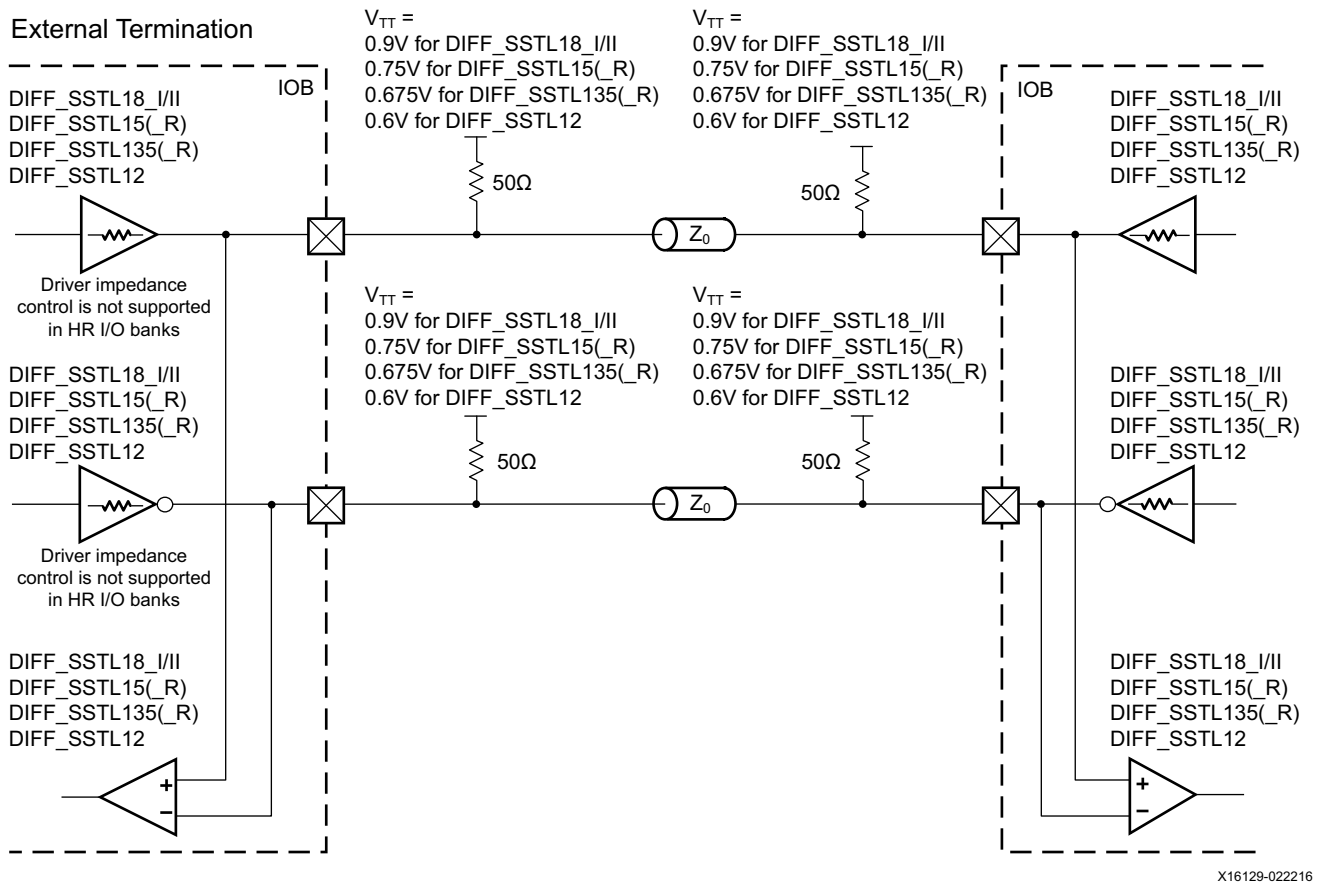 External Termination
V_TT =
0.9V for DIFF_SSTL18_I/II
0.75V for DIFF_SSTL15(_R)
0.675V for DIFF_SSTL135(_R)
0.6V for DIFF_SSTL12
V_TT =
0.9V for DIFF_SSTL18_I/II
0.75V for DIFF_SSTL15(_R)
0.675V for DIFF_SSTL135(_R)
0.6V for DIFF_SSTL12
IOB
IOB
DIFF_SSTL18_I/II
DIFF_SSTL15(_R)
DIFF_SSTL135(_R)
DIFF_SSTL12
DIFF_SSTL18_I/II
DIFF_SSTL15(_R)
DIFF_SSTL135(_R)
DIFF_SSTL12
50Ω
50Ω
Z₀
Driver impedance
control is not supported
in HR I/O banks
V_TT =
0.9V for DIFF_SSTL18_I/II
0.75V for DIFF_SSTL15(_R)
0.675V for DIFF_SSTL135(_R)
0.6V for DIFF_SSTL12
V_TT =
0.9V for DIFF_SSTL18_I/II
0.75V for DIFF_SSTL15(_R)
0.675V for DIFF_SSTL135(_R)
0.6V for DIFF_SSTL12
DIFF_SSTL18_I/II
DIFF_SSTL15(_R)
DIFF_SSTL135(_R)
DIFF_SSTL12
DIFF_SSTL18_I/II
DIFF_SSTL15(_R)
DIFF_SSTL135(_R)
DIFF_SSTL12
50Ω
50Ω
Z₀
Driver impedance
control is not supported
in HR I/O banks
DIFF_SSTL18_I/II
DIFF_SSTL15(_R)
DIFF_SSTL135(_R)
DIFF_SSTL12
DIFF_SSTL18_I/II
DIFF_SSTL15(_R)
DIFF_SSTL135(_R)
DIFF_SSTL12
+
−
+
−
X16129-022216